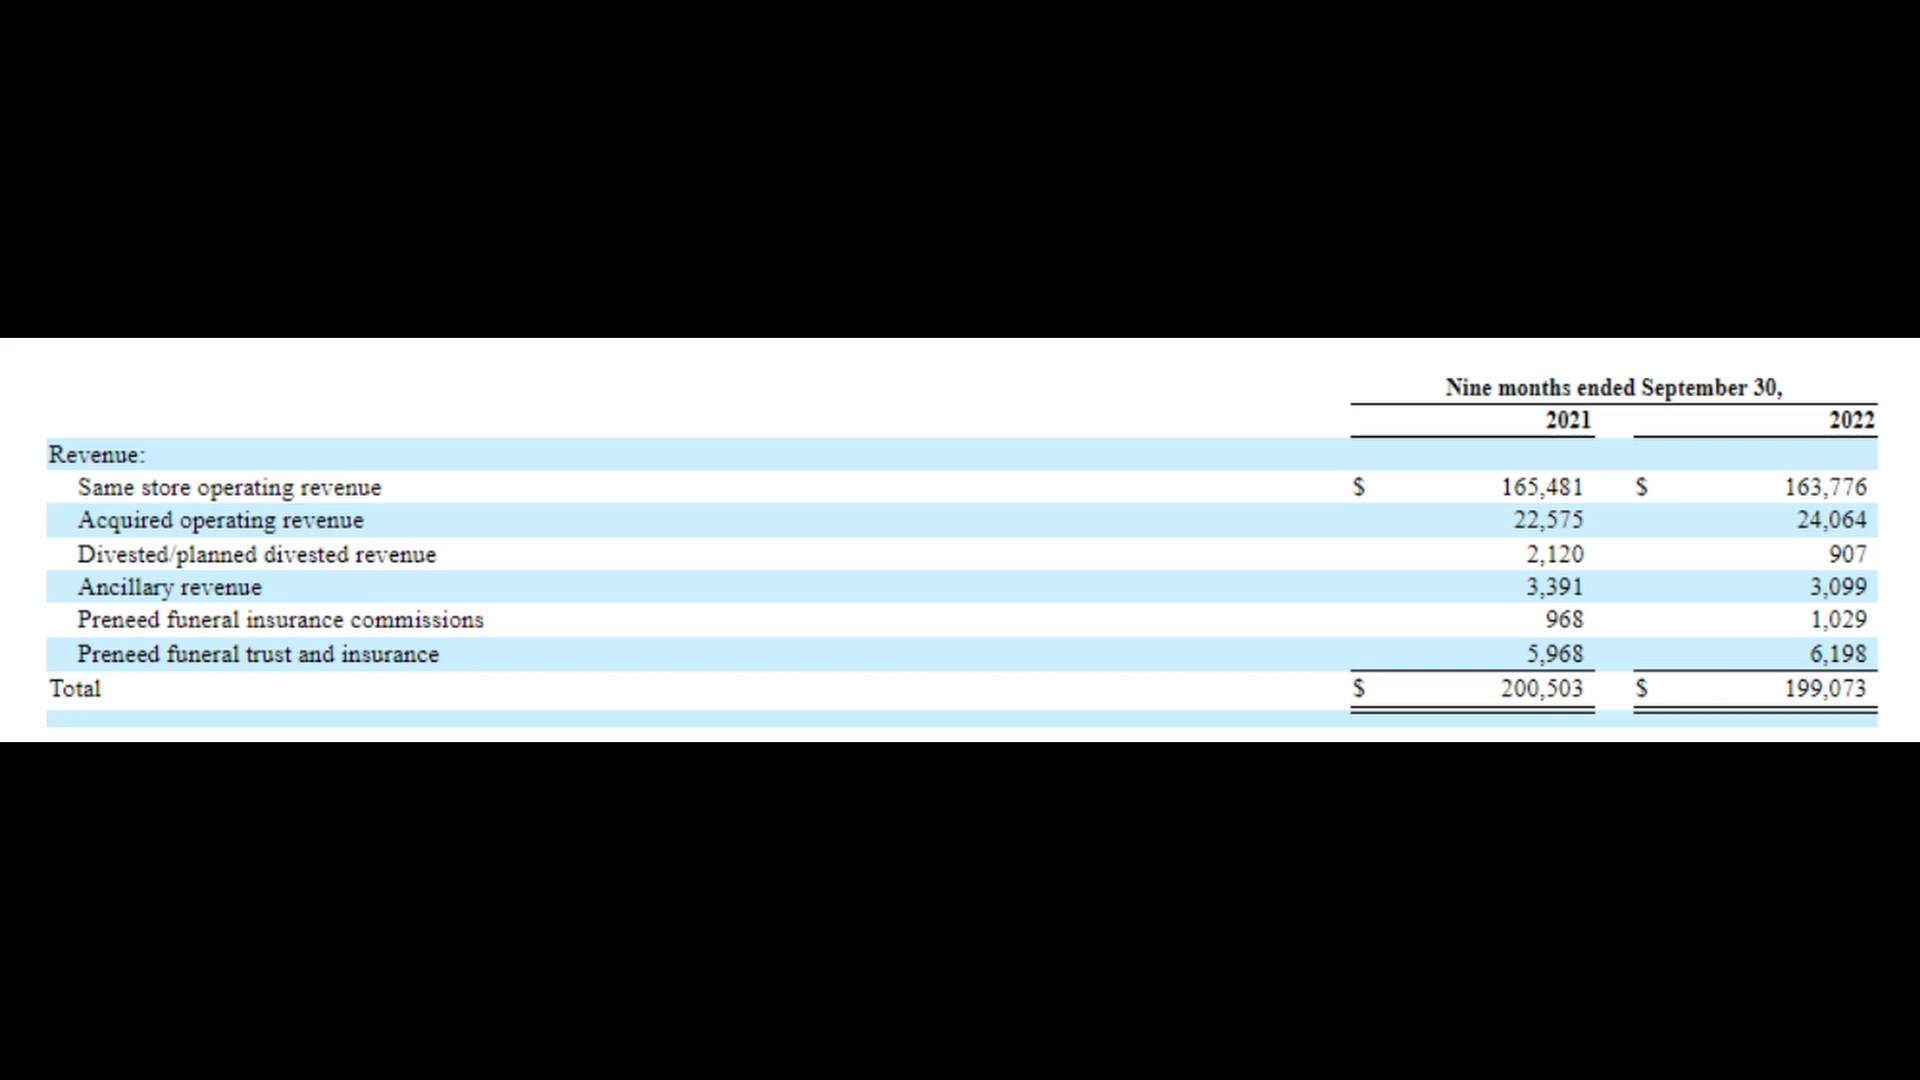 Nine months ended September 30,
2021 2022
Revenue:
Same store operating revenue $ 165,481 $ 163,776
Acquired operating revenue 22,575 24,064
Divested/planned divested revenue 2,120 907
Ancillary revenue 3,391 3,099
Preneed funeral insurance commissions 968 1,029
Preneed funeral trust and insurance 5,968 6,198
Total $ 200,503 $ 199,073